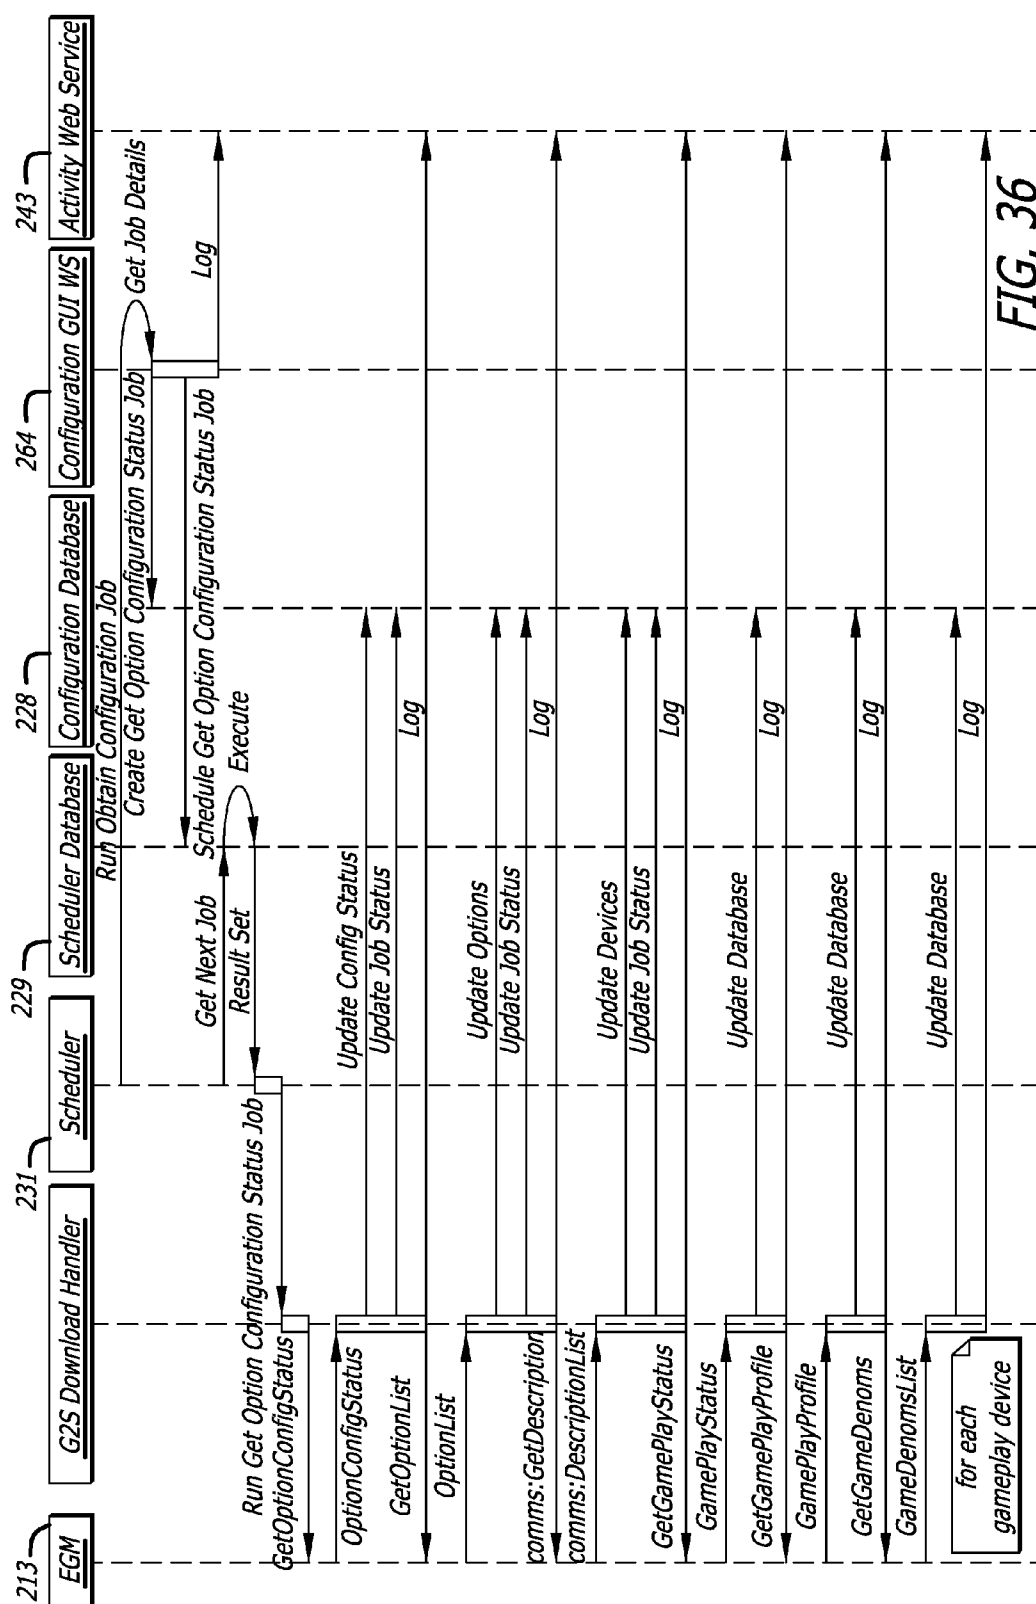 213
EGM
G2S Download Handler
231
Scheduler
229
Scheduler Database
228
Configuration Database
264
Configuration GUI WS
243
Activity Web Service
Run Obtain Configuration Job
Get Job Details
Create Get Option Configuration Status Job
Schedule Get Option Configuration Status Job
Log
Get Next Job
Execute
Result Set
Run Get Option Configuration Status Job
GetOptionConfigStatus
OptionConfigStatus
Update Config Status
Update Job Status
GetOptionList
Log
OptionList
Update Options
Update Job Status
comms:GetDescription
Log
comms:DescriptionList
Update Devices
Update Job Status
GetGamePlayStatus
Log
GamePlayStatus
Update Database
GetGamePlayProfile
Log
GamePlayProfile
Update Database
GetGameDenoms
Log
GameDenomsList
Update Database
Log
for each
gameplay device
FIG. 36